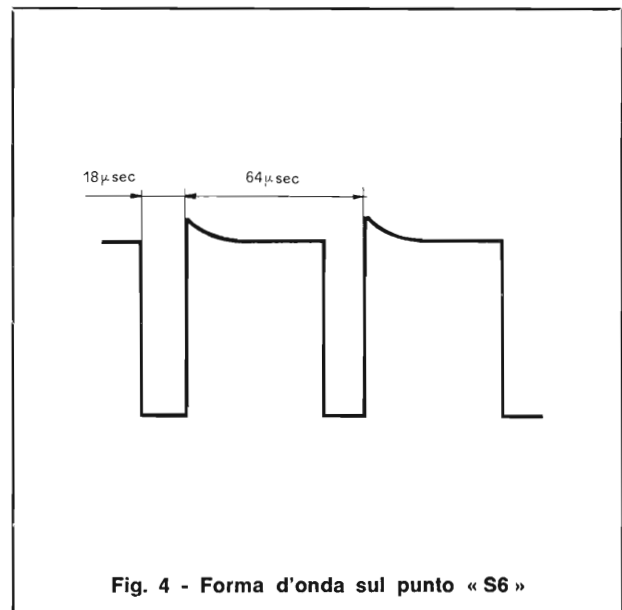 18μsec
64μsec
Fig. 4 - Forma d'onda sul punto « S6 »